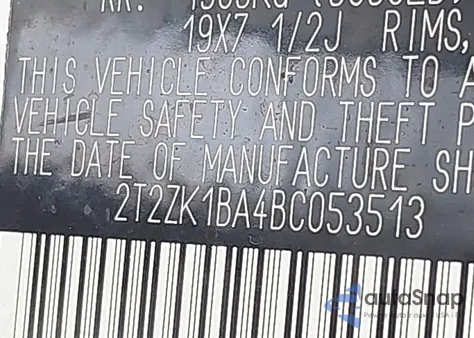 19X7 1/2J RIMS,
THIS VEHICLE CONFORMS TO A
VEHICLE SAFETY AND THEFT P
THE DATE OF MANUFACTURE SH
2T2ZK1BA4BC053513
autoSnap